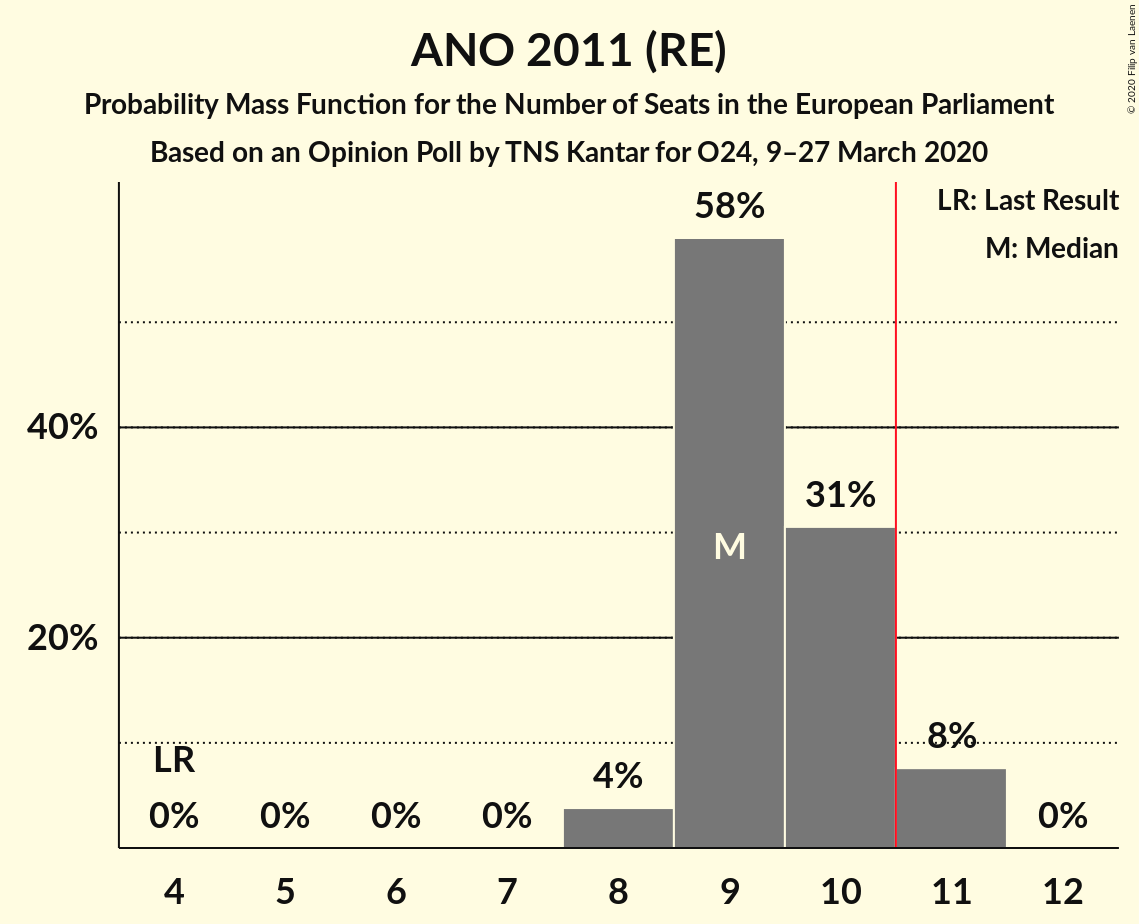 ANO 2011 (RE)
Probability Mass Function for the Number of Seats in the European Parliament
Based on an Opinion Poll by TNS Kantar for O24, 9–27 March 2020
© 2020 Filip van Laenen
LR: Last Result
M: Median
58%
40%
31%
M
20%
8%
LR
4%
0%
0%
0%
0%
0%
4
5
6
7
8
9
10
11
12